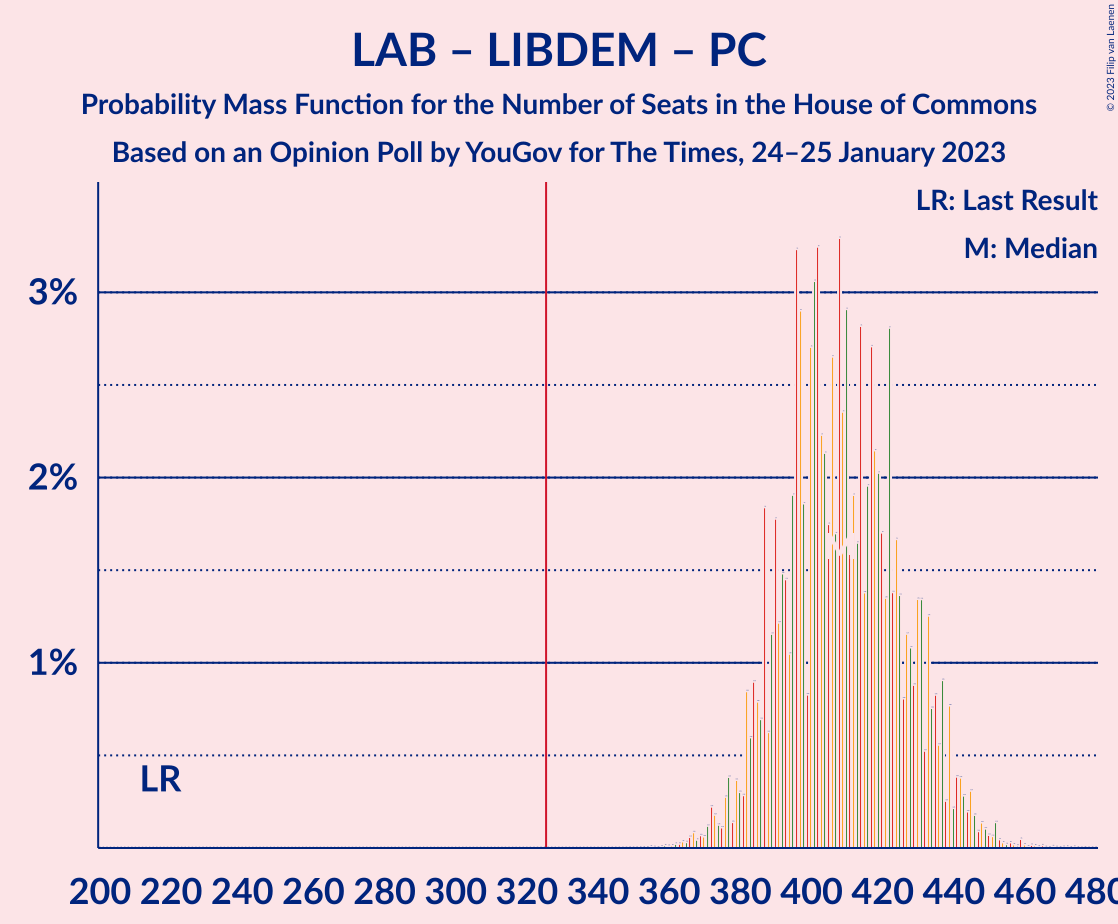 LAB – LIBDEM – PC
Probability Mass Function for the Number of Seats in the House of Commons
Based on an Opinion Poll by YouGov for The Times, 24–25 January 2023
© 2023 Filip van Laenen
LR: Last Result
M: Median
3%
2%
1%
LR
200 220 240 260 280 300 320 340 360 380 400 420 440 460 480